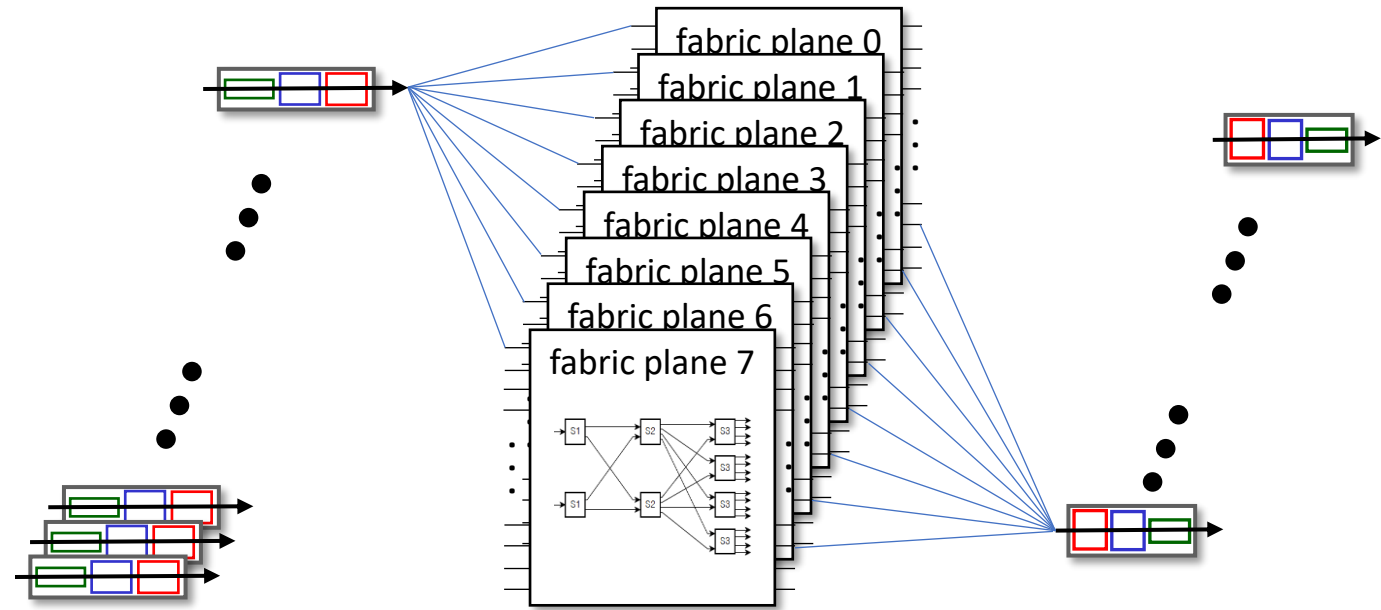 fabric plane 0
fabric plane 1
fabric plane 2
fabric plane 3
fabric plane 4
fabric plane 5
fabric plane 6
fabric plane 7
S1 S2 S3
S3
S1 S2 S3
S3